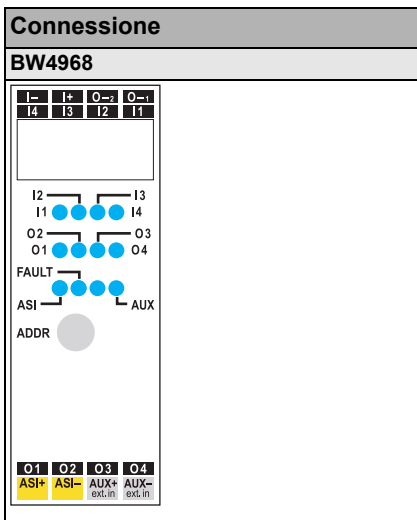 Connessione
BW4968
I– I+ O–2 O–1
I4 I3 I2 I1
I2 I3
I1 I4
O2 O3
O1 O4
FAULT
ASI AUX
ADDR
O1 O2 O3 O4
ASI+ ASI– AUX+ AUX–
ext.in ext.in